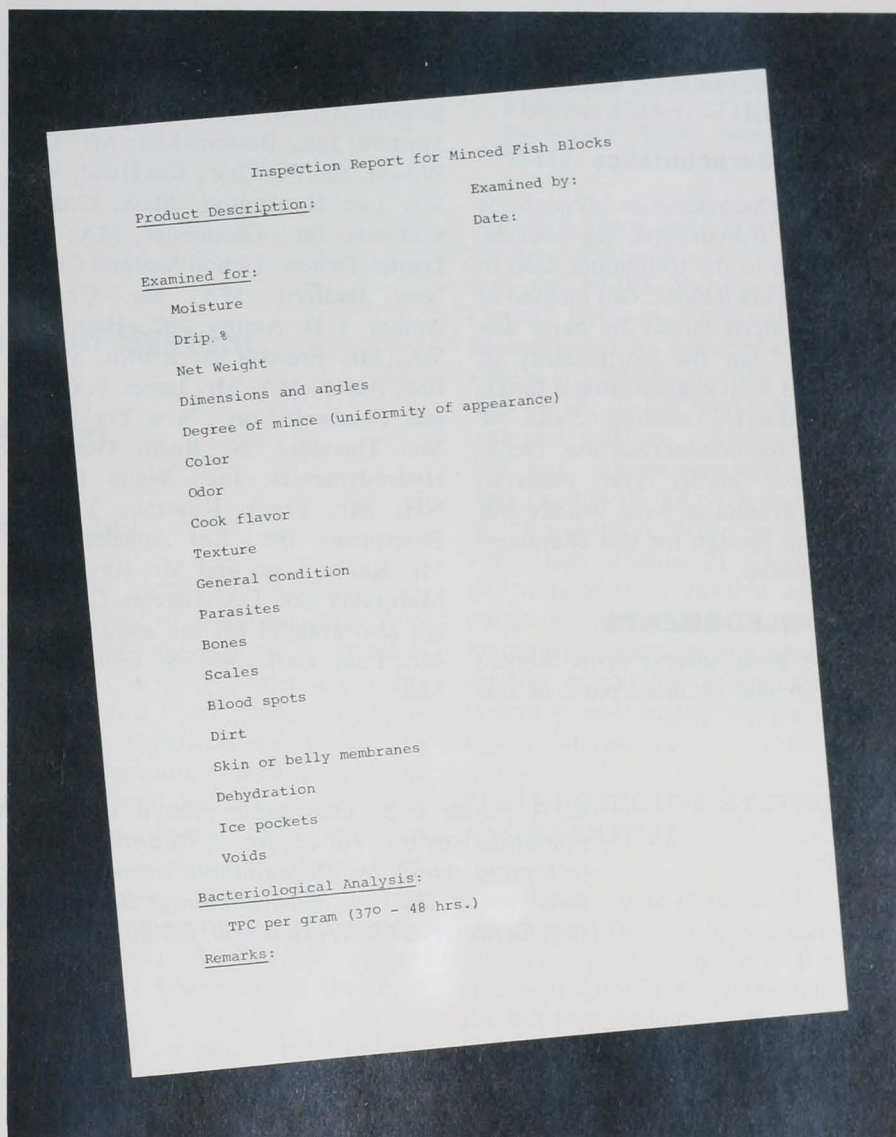 Inspection Report for Minced Fish Blocks
Product Description:
Examined by:
Date:
Examined for:
Moisture
Drip.%
Net Weight
Dimensions and angles
Degree of mince (uniformity of appearance)
Color
Odor
Cook flavor
Texture
General condition
Parasites
Bones
Scales
Blood spots
Dirt
Skin or belly membranes
Dehydration
Ice pockets
Voids
Bacteriological Analysis:
TPC per gram (37º - 48 hrs.)
Remarks: